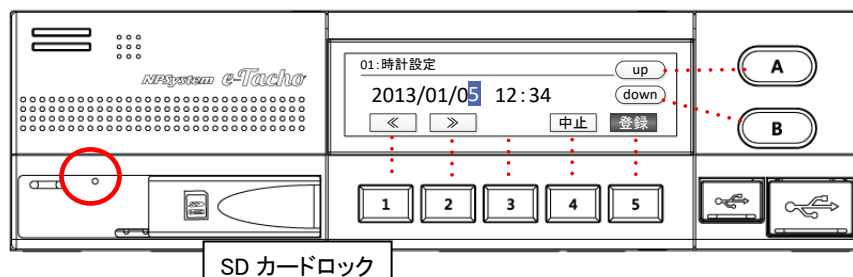 NPSystem e-Tacho
01:時計設定
up
2013/01/05 12:34
down
≪ ≫ 中止 登録
A
B
1 2 3 4 5
SD カードロック